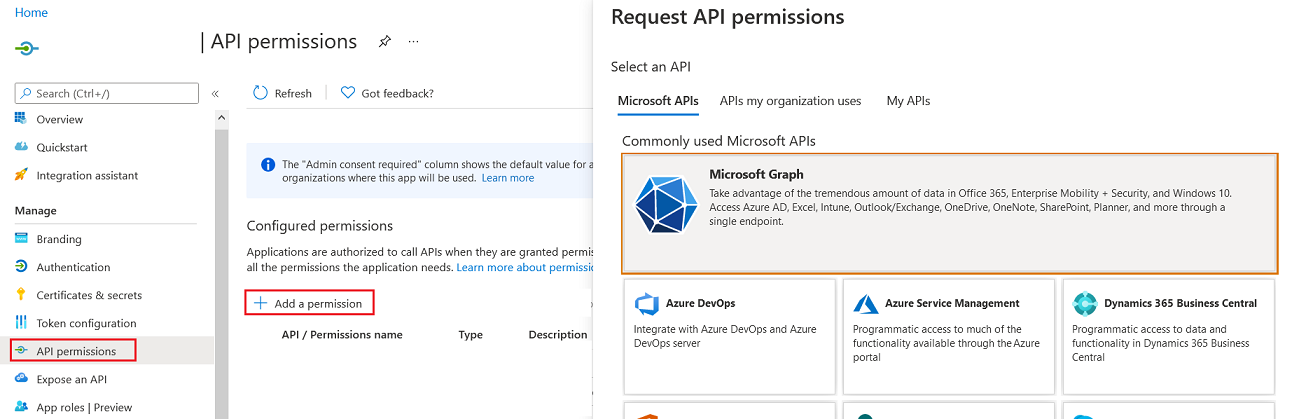 Home
| API permissions
...
Search (Ctrl+/)
«
Refresh
Got feedback?
Overview
Quickstart
Integration assistant
Manage
Branding
Authentication
Certificates & secrets
Token configuration
API permissions
Expose an API
App roles | Preview
The "Admin consent required" column shows the default value for a
organizations where this app will be used. Learn more
Configured permissions
Applications are authorized to call APIs when they are granted permis
all the permissions the application needs. Learn more about permissio
Add a permission
API / Permissions name
Type
Description
Request API permissions
Select an API
Microsoft APIs
APIs my organization uses
My APIs
Commonly used Microsoft APIs
Microsoft Graph
Take advantage of the tremendous amount of data in Office 365, Enterprise Mobility + Security, and Windows 10.
Access Azure AD, Excel, Intune, Outlook/Exchange, OneDrive, OneNote, SharePoint, Planner, and more through a
single endpoint.
Azure DevOps
Integrate with Azure DevOps and Azure
DevOps server
Azure Service Management
Programmatic access to much of the
functionality available through the Azure
portal
Dynamics 365 Business Central
Programmatic access to data and
functionality in Dynamics 365 Business
Central